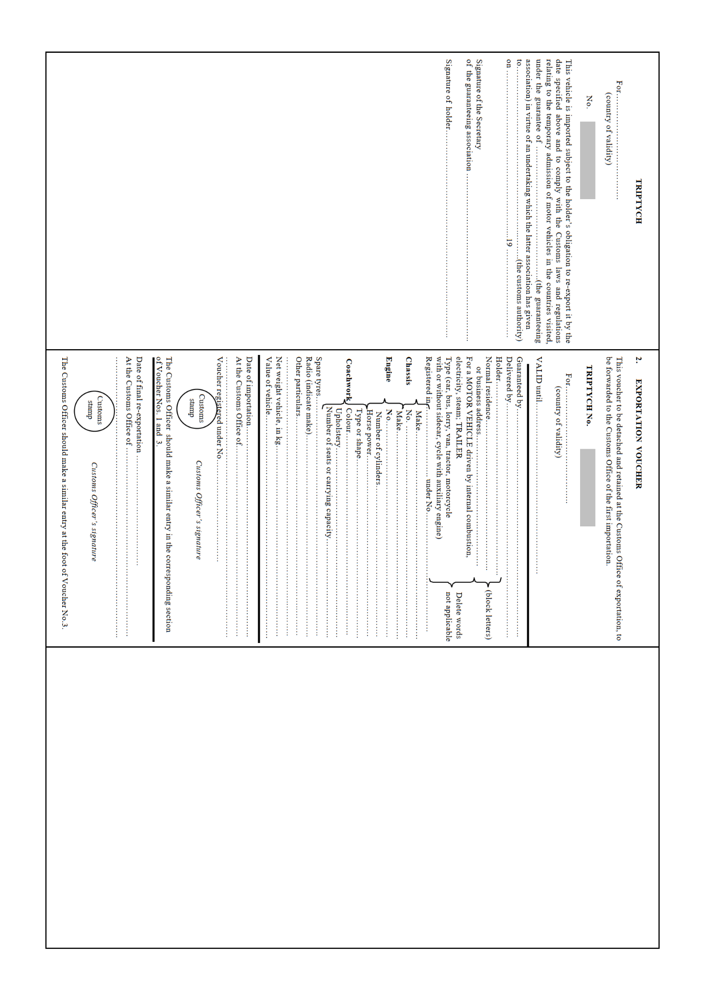 TRIPTYCH
For..............................
(country of validity)
No.
This vehicle is imported subject to the holder's obligation to re-export it by the
date specified above and to comply with the Customs laws and regulations
relating to the temporary admission of motor vehicles in the countries visited,
under the guarantee of ........................................(the guaranteeing
association) in virtue of an undertaking which the latter association has given
to........................................................(the customs authority)
on ..................................................19 ..........................
Signature of the Secretary
of the guaranteeing association ..................................................
Signature of holder..............................................................
2. EXPORTATION VOUCHER
This voucher to be detached and retained at the Customs Office of exportation, to
be forwarded to the Customs Office of the first importation.
TRIPTYCH No.
For..................................
(country of validity)
VALID until..................................................
Guaranteed by..................................................................
Delivered by...................................................................
Holder.......................................................
Normal residence.............................................
or business address..........................................
(block letters)
For a MOTOR VEHICLE driven by internal combustion,
electricity, steam; TRAILER
Type (car, bus, lorry, van, tractor, motorcycle
with or without sidecar, cycle with auxiliary engine)
Delete words
not applicable
Registered in..................... under No....................................
Chassis
Make............................................................
No..............................................................
Engine
Make............................................................
No..............................................................
Number of cylinders.............................................
Horse power.....................................................
Coachwork
Type or shape...................................................
Colour..........................................................
Upholstery......................................................
Number of seats or carrying capacity............................
Spare tyres.....................................................................
Radio (indicate make)...........................................................
Other particulars...............................................................
................................................................................
Net weight vehicle, in kg.......................................................
Value of vehicle................................................................
Date of importation.............................................................
At the Customs Office of........................................................
................................................................................
Voucher registered under No.............................
Customs
stamp
Customs Officer's signature
The Customs Officer should make a similar entry in the corresponding section
of Voucher Nos. 1 and 3.
Date of final re-exportation ................................
At the Customs Office of .......................................................
................................................................................
Customs
stamp
Customs Officer's signature
The Customs Officer should make a similar entry at the foot of Voucher No.3.